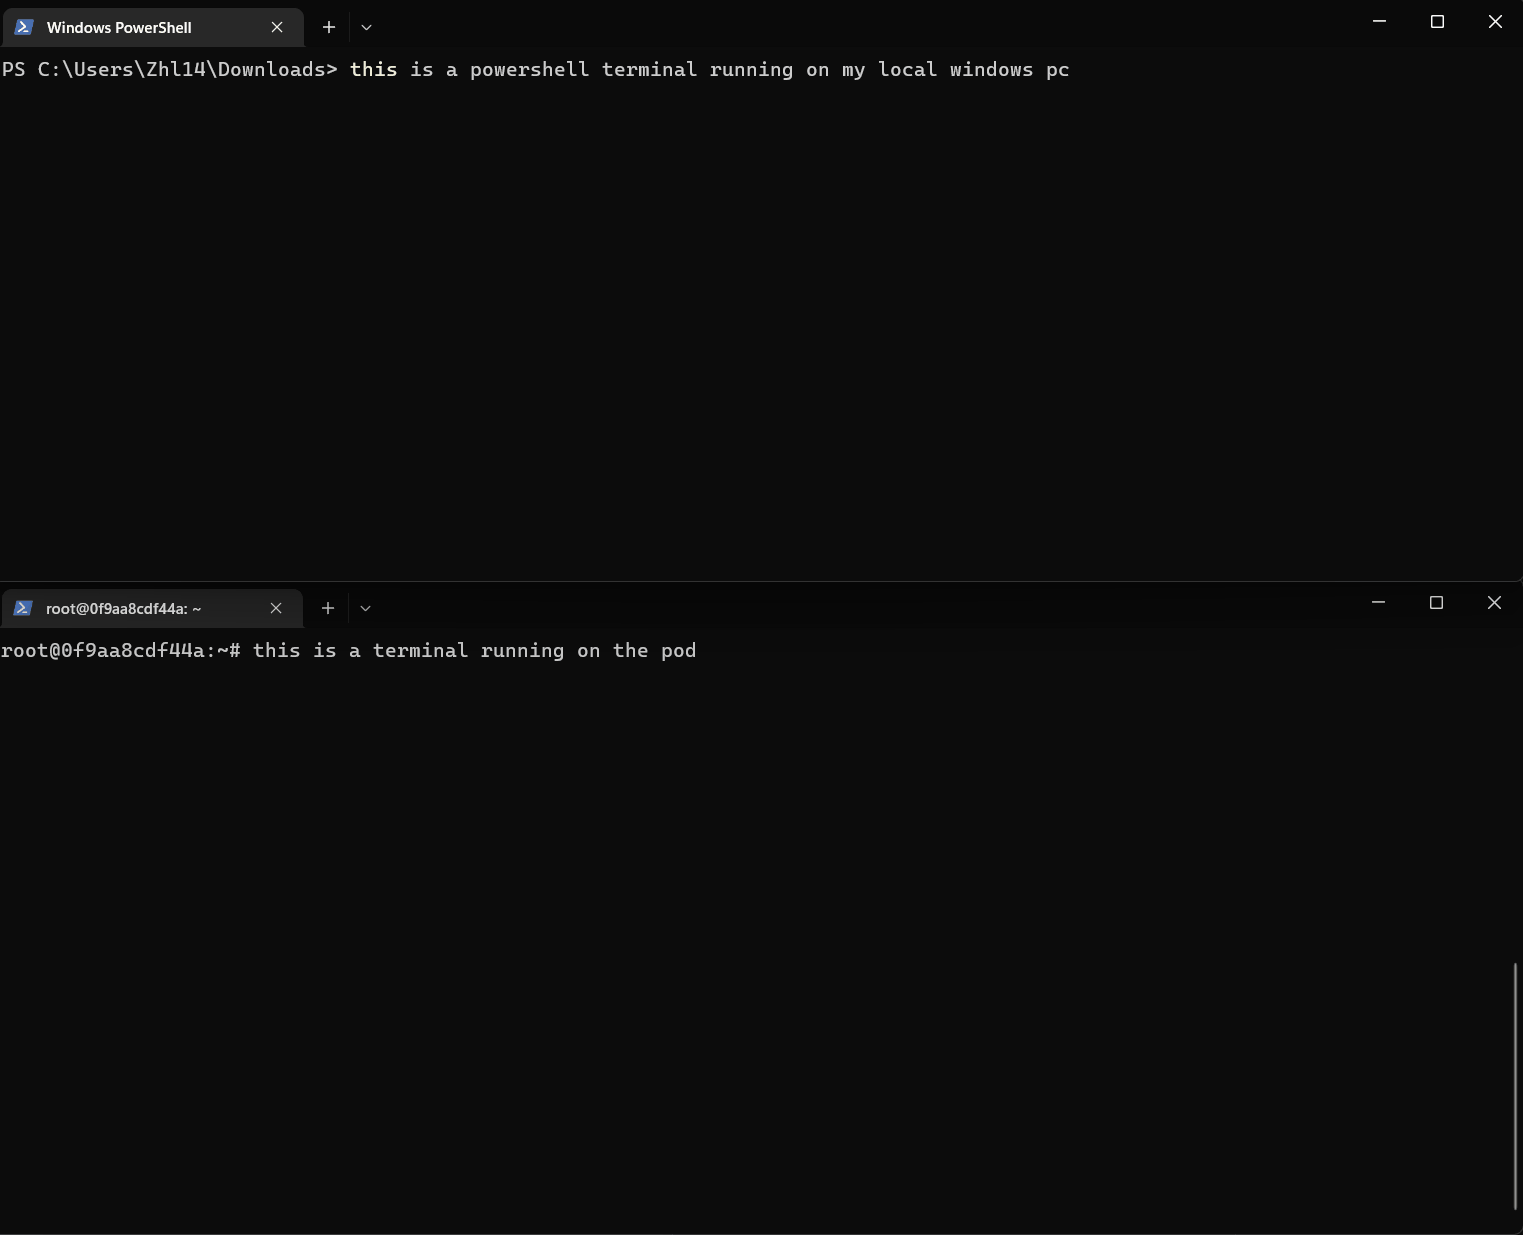 Windows PowerShell
PS C:\Users\Zhl14\Downloads> this is a powershell terminal running on my local windows pc
root@0f9aa8cdf44a: ~
root@0f9aa8cdf44a:~# this is a terminal running on the pod